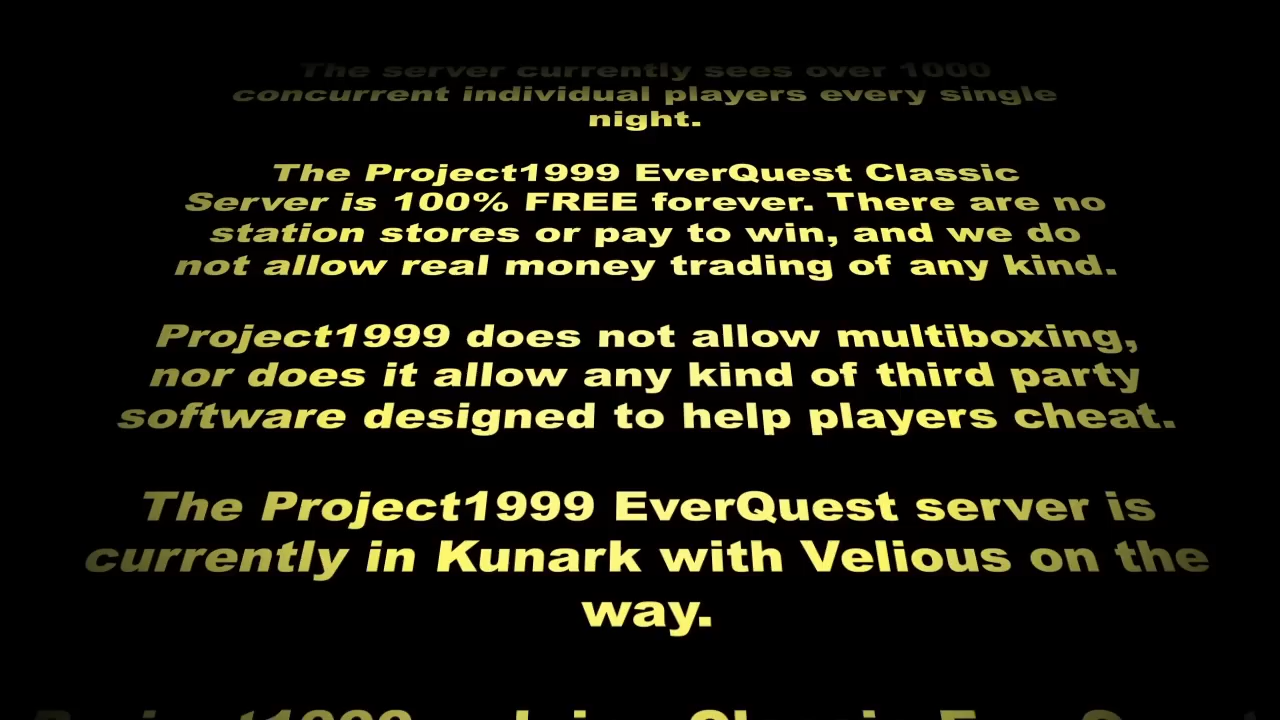 The server currently sees over 1000
concurrent individual players every single
night.
The Project1999 EverQuest Classic
Server is 100% FREE forever. There are no
station stores or pay to win, and we do
not allow real money trading of any kind.
Project1999 does not allow multiboxing,
nor does it allow any kind of third party
software designed to help players cheat.
The Project1999 EverQuest server is
currently in Kunark with Velious on the
way.